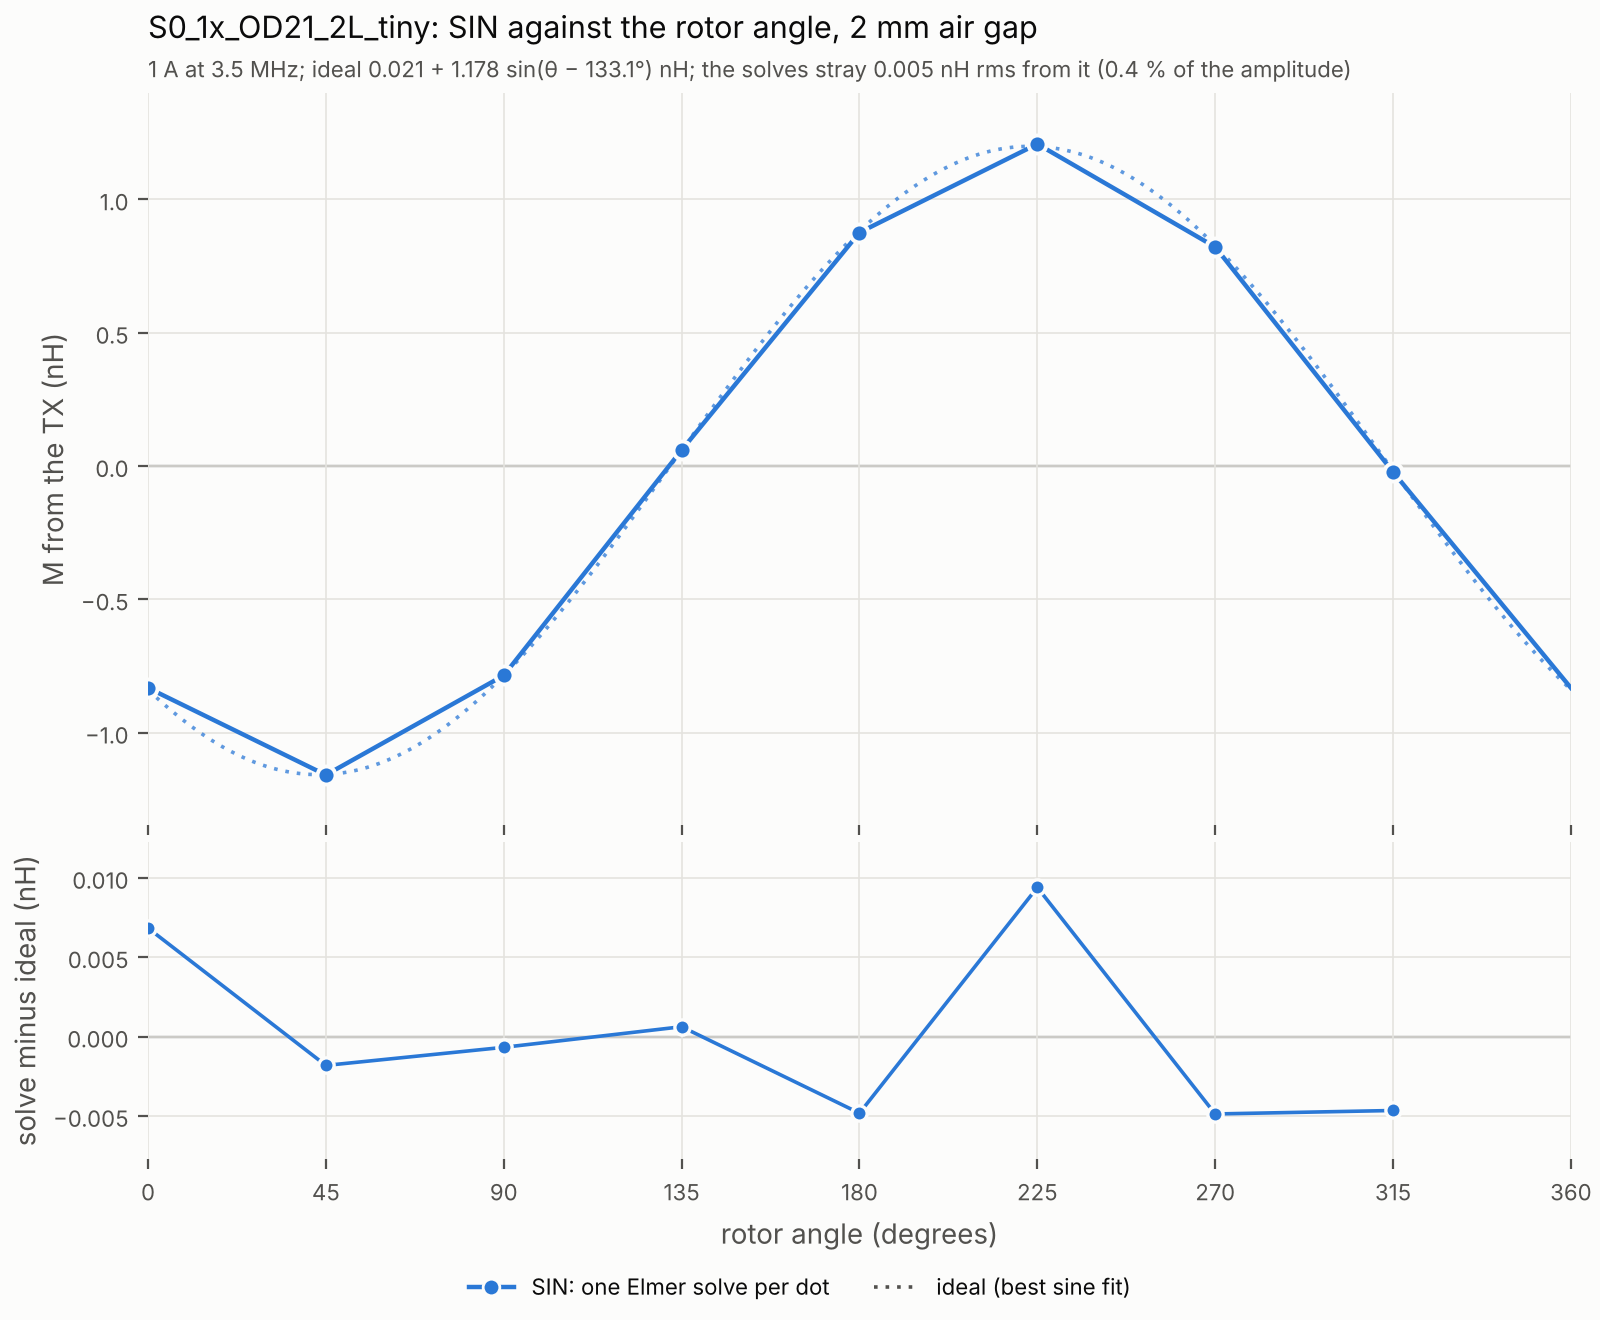 S0_1x_OD21_2L_tiny: SIN against the rotor angle, 2 mm air gap
1 A at 3.5 MHz; ideal 0.021 + 1.178 sin(θ − 133.1°) nH; the solves stray 0.005 nH rms from it (0.4 % of the amplitude)
M from the TX (nH)
1.0
0.5
0.0
−0.5
−1.0
solve minus ideal (nH)
0.010
0.005
0.000
−0.005
0 45 90 135 180 225 270 315 360
rotor angle (degrees)
SIN: one Elmer solve per dot ideal (best sine fit)